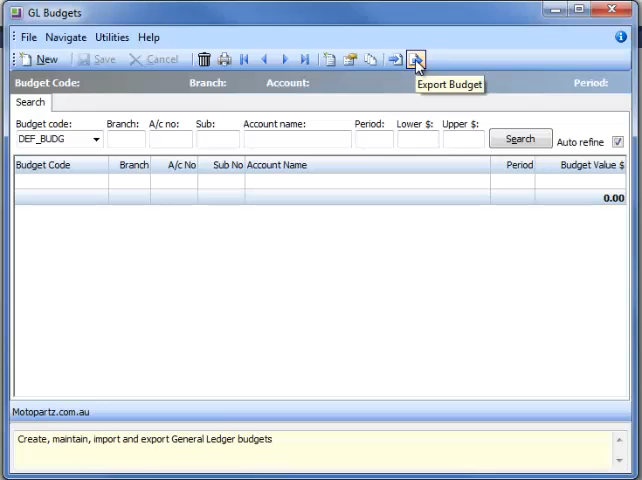 GL Budgets
File Navigate Utilities Help
New Save Cancel
Export Budget
Budget Code: Branch: Account: Period:
Search
Budget code: Branch: A/c no: Sub: Account name: Period: Lower $: Upper $:
DEF_BUDG Search Auto refine
Budget Code Branch A/c No Sub No Account Name Period Budget Value $
0.00
Motopartz.com.au
Create, maintain, import and export General Ledger budgets